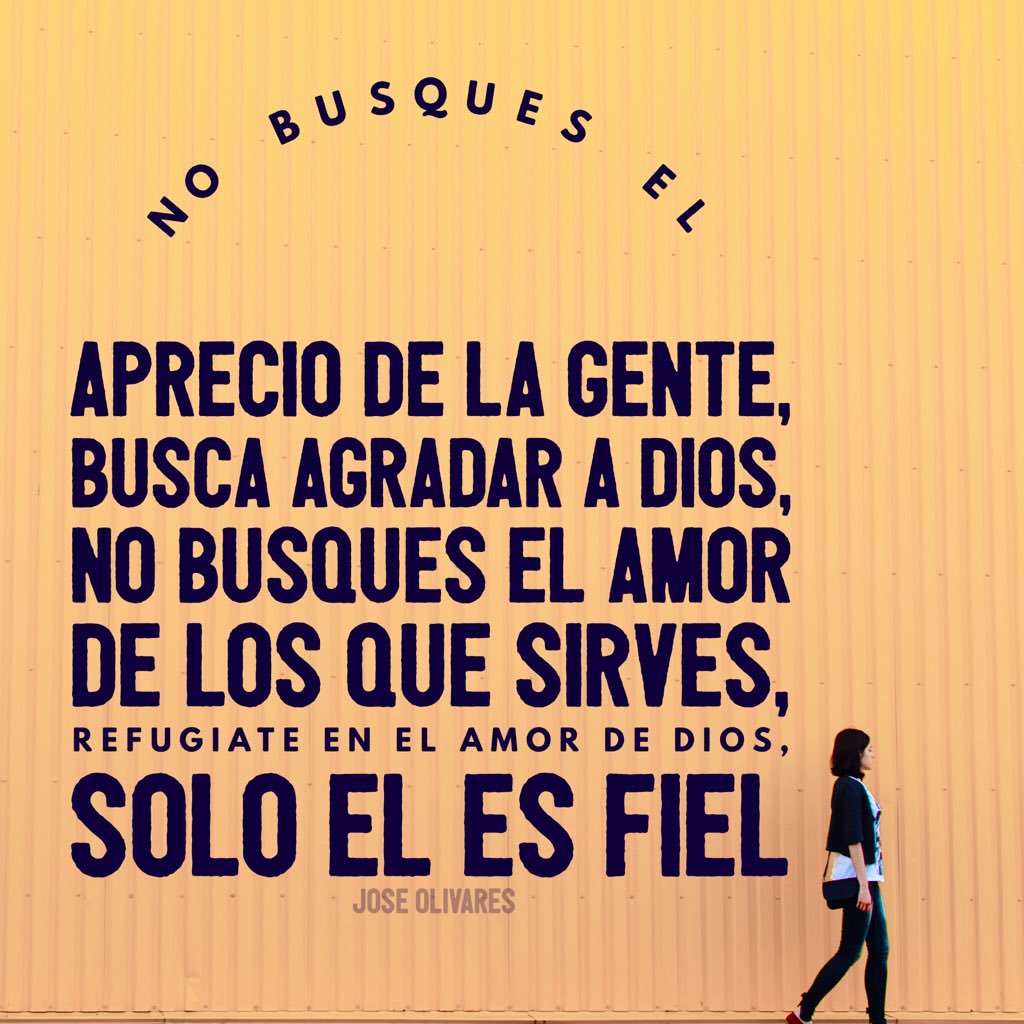 NO BUSQUES EL
APRECIO DE LA GENTE,
BUSCA AGRADAR A DIOS,
NO BUSQUES EL AMOR
DE LOS QUE SIRVES,
REFUGIATE EN EL AMOR DE DIOS,
SOLO EL ES FIEL
JOSE OLIVARES